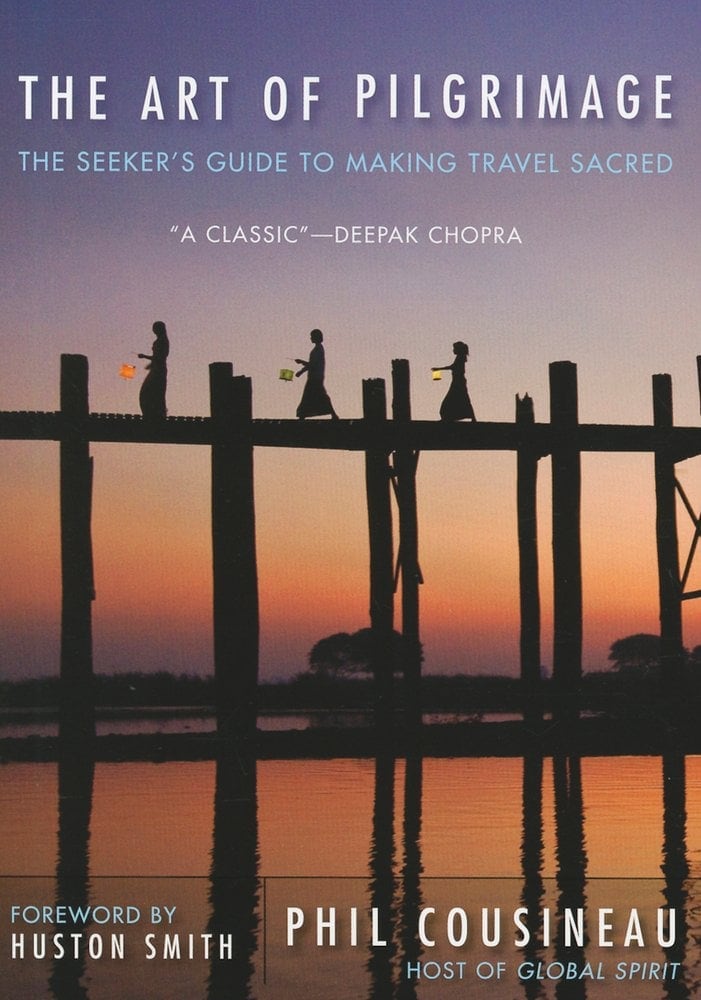 THE ART OF PILGRIMAGE
THE SEEKER'S GUIDE TO MAKING TRAVEL SACRED
“A CLASSIC”—DEEPAK CHOPRA
FOREWORD BY
HUSTON SMITH
PHIL COUSINEAU
HOST OF GLOBAL SPIRIT